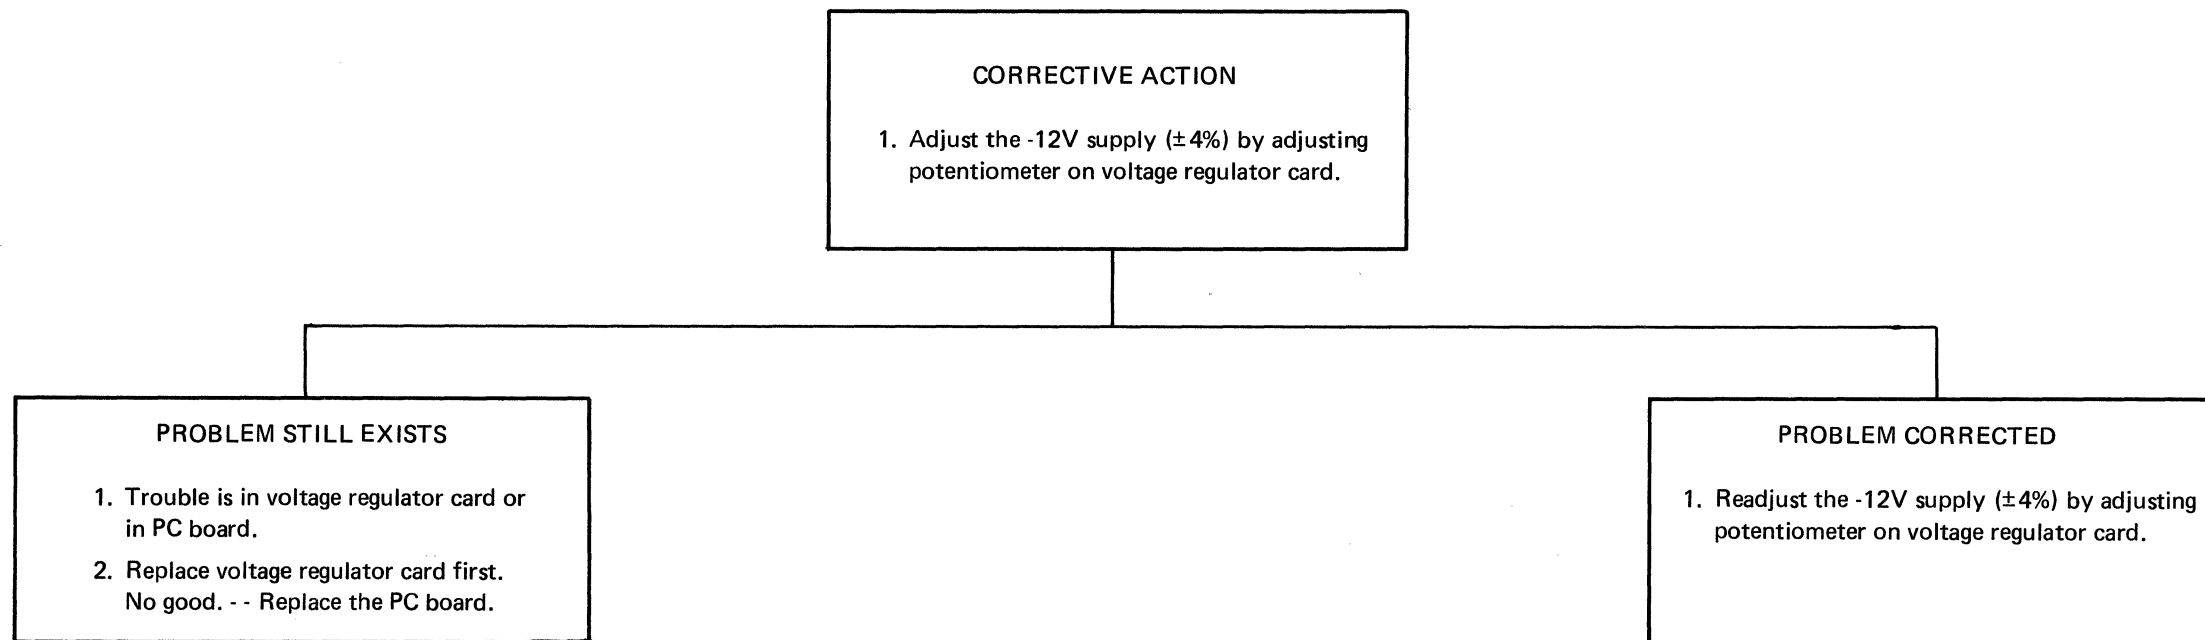 CORRECTIVE ACTION
1. Adjust the -12V supply (±4%) by adjusting
potentiometer on voltage regulator card.
PROBLEM STILL EXISTS
1. Trouble is in voltage regulator card or
in PC board.
2. Replace voltage regulator card first.
No good. - - Replace the PC board.
PROBLEM CORRECTED
1. Readjust the -12V supply (±4%) by adjusting
potentiometer on voltage regulator card.